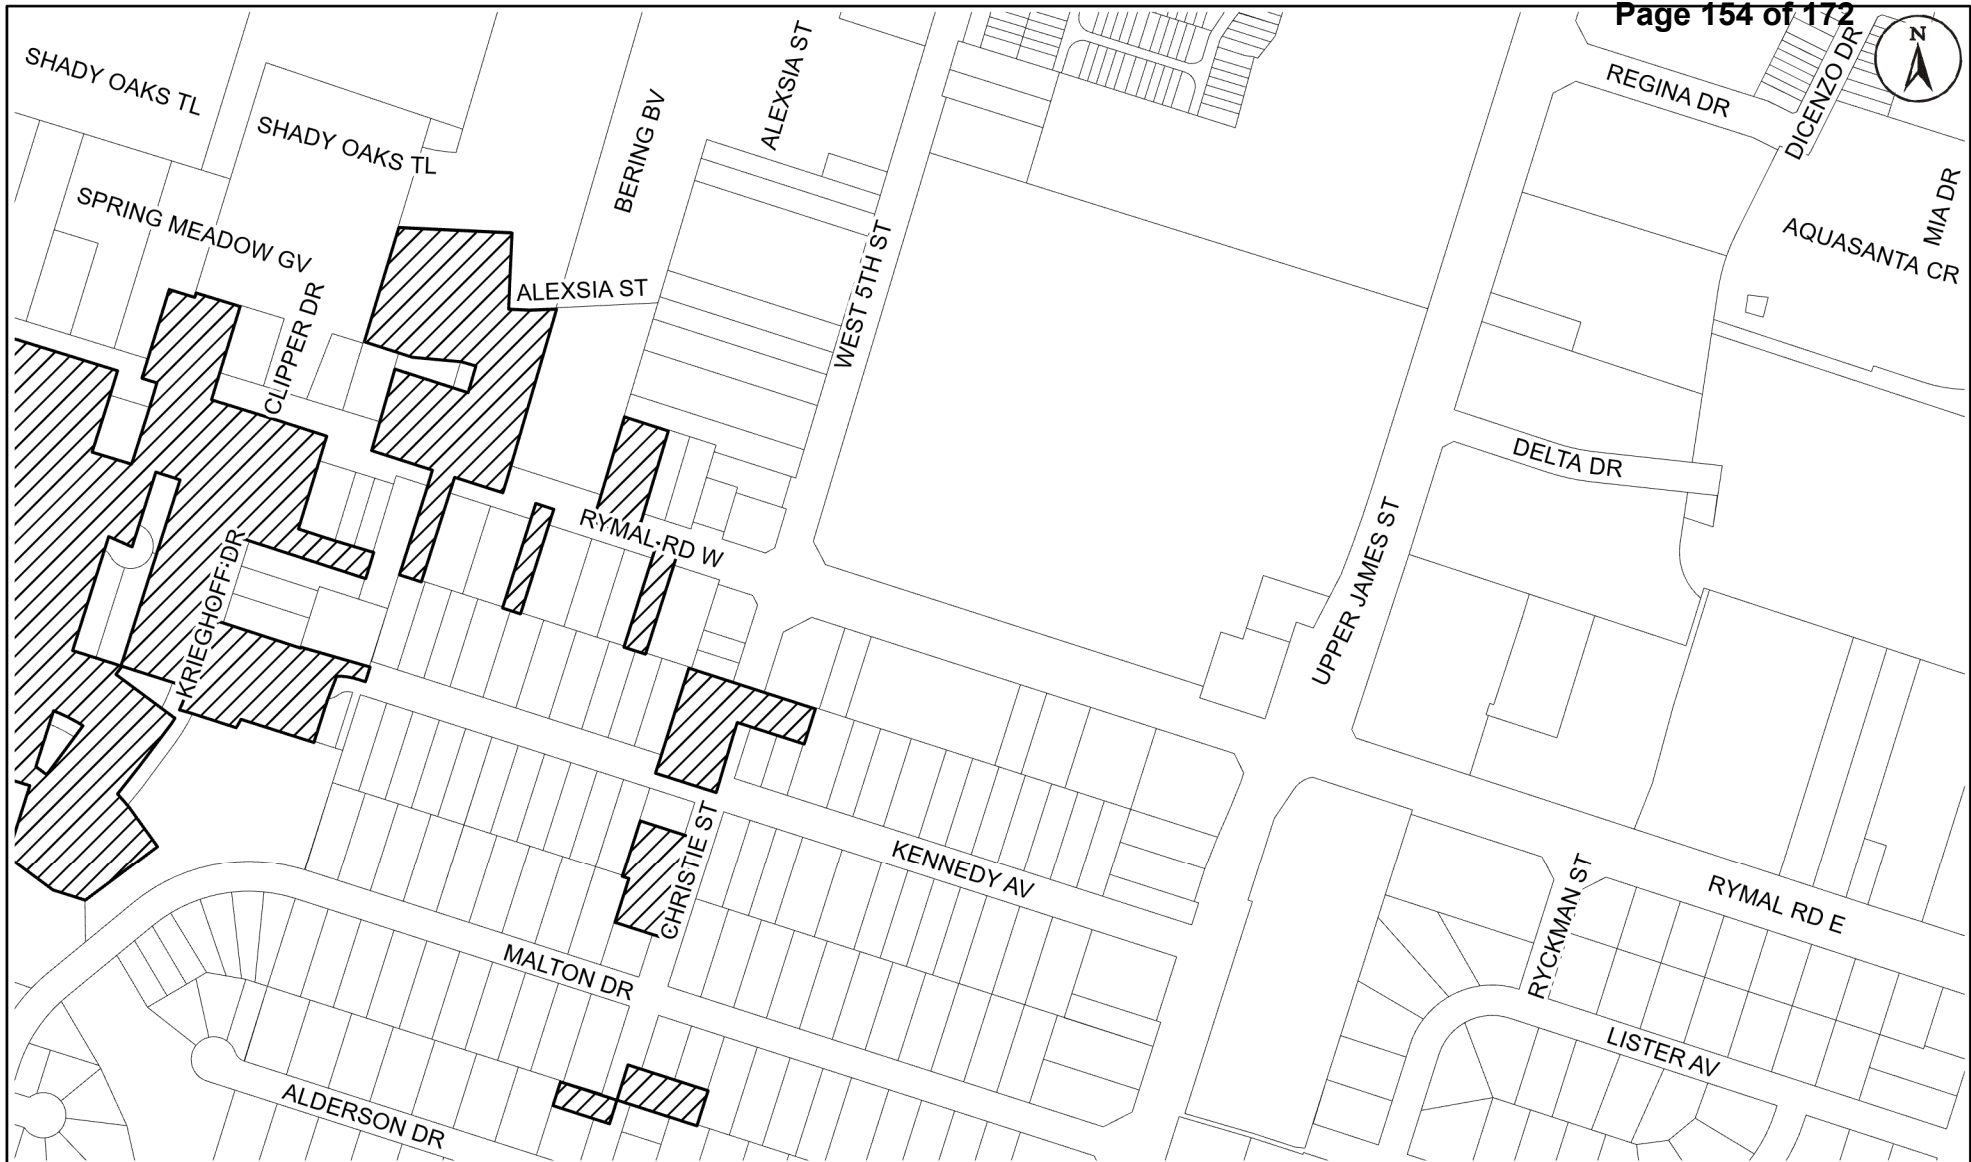 Page 154 of 172
N
SHADY OAKS TL
SHADY OAKS TL
BERING BV
ALEXSIA ST
REGINA DR
DICENZO DR
MIA DR
AQUASANTA CR
SPRING MEADOW GV
CLIPPER DR
ALEXSIA ST
WEST 5TH ST
DELTA DR
UPPER JAMES ST
RYMAL RD W
KRIEGHOFF DR
CHRISTIE ST
KENNEDY AV
RYMAL RD E
RYCKMAN ST
MALTON DR
LISTER AV
ALDERSON DR